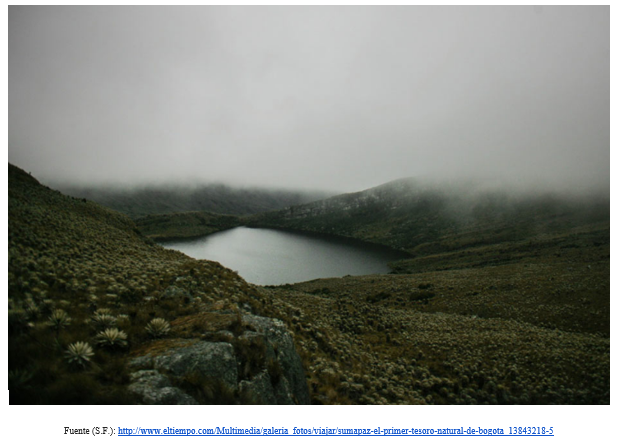 Fuente (S.F.): http://www.eltiempo.com/Multimedia/galeria_fotos/viajar/sumapaz-el-primer-tesoro-natural-de-bogota_13843218-5